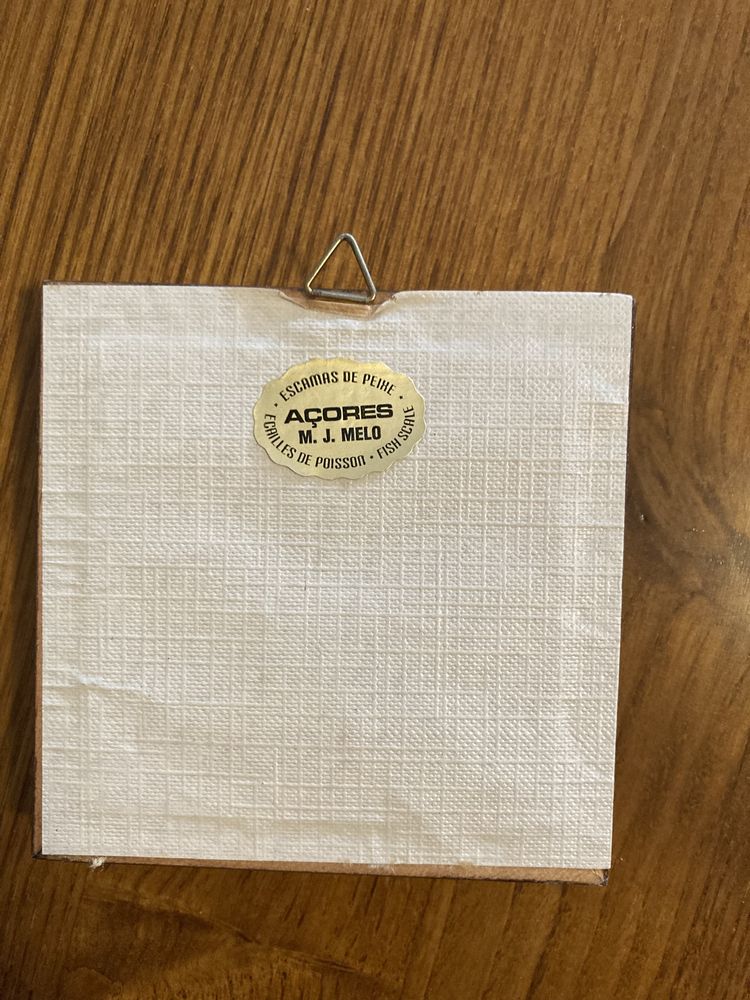 • ESCAMAS DE PEIXE •
AÇORES
M. J. MELO
ECAILLES DE POISSON • FISH SCALE